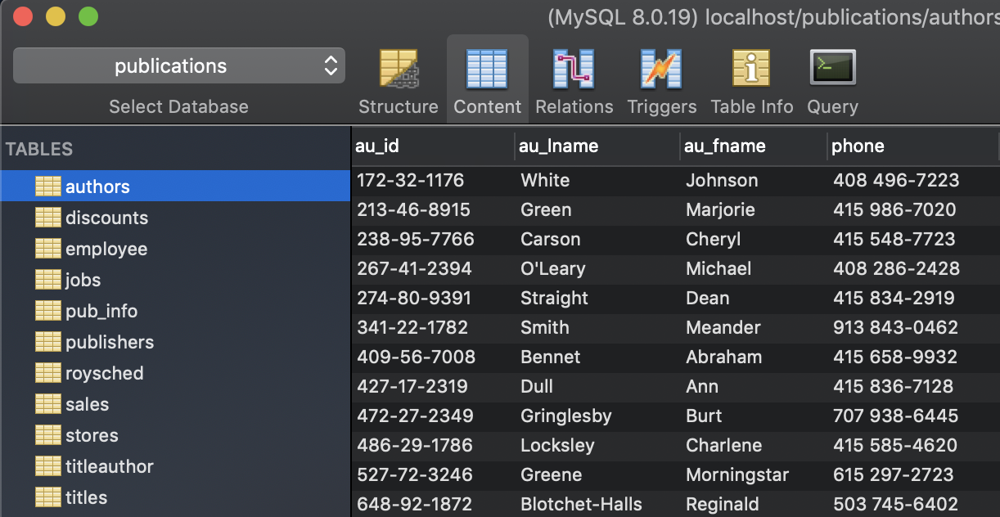 (MySQL 8.0.19) localhost/publications/authors
publications
Select Database
Structure Content Relations Triggers Table Info Query
TABLES
authors
discounts
employee
jobs
pub_info
publishers
roysched
sales
stores
titleauthor
titles
au_id au_lname au_fname phone
172-32-1176 White Johnson 408 496-7223
213-46-8915 Green Marjorie 415 986-7020
238-95-7766 Carson Cheryl 415 548-7723
267-41-2394 O'Leary Michael 408 286-2428
274-80-9391 Straight Dean 415 834-2919
341-22-1782 Smith Meander 913 843-0462
409-56-7008 Bennet Abraham 415 658-9932
427-17-2319 Dull Ann 415 836-7128
472-27-2349 Gringlesby Burt 707 938-6445
486-29-1786 Locksley Charlene 415 585-4620
527-72-3246 Greene Morningstar 615 297-2723
648-92-1872 Blotchet-Halls Reginald 503 745-6402